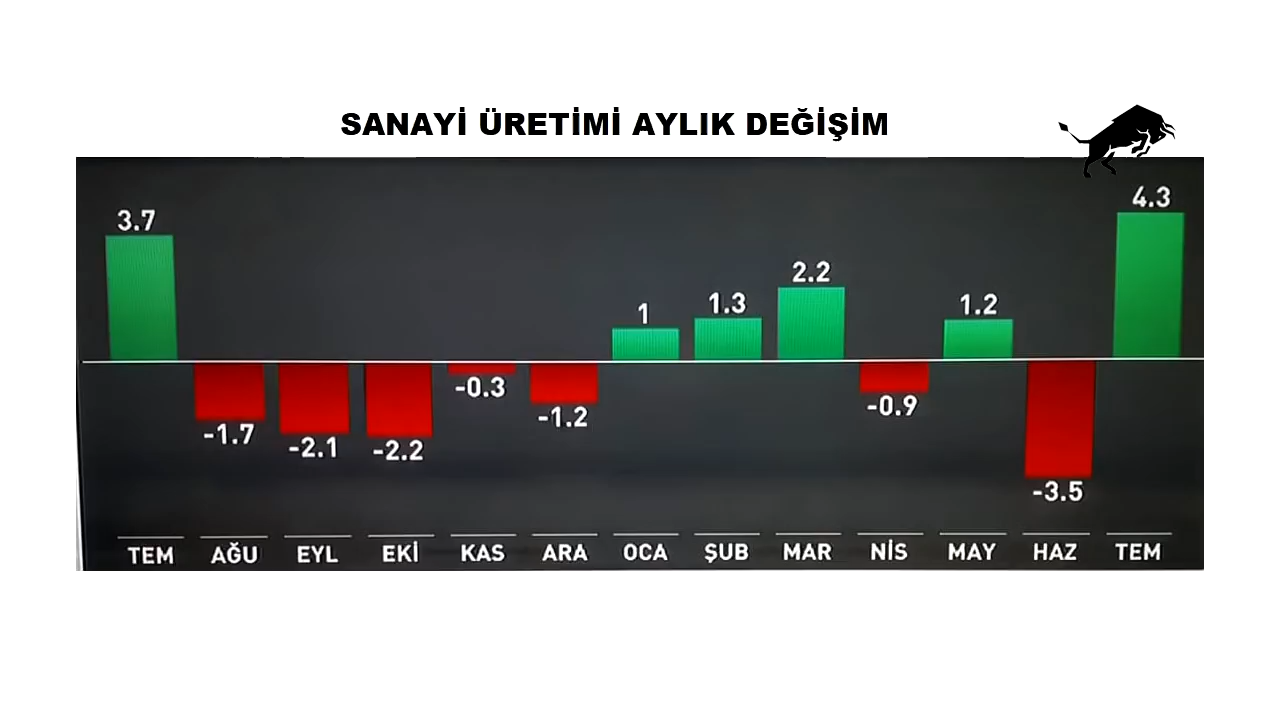 SANAYİ ÜRETİMİ AYLIK DEĞİŞİM
3.7 -1.7 -2.1 -2.2 -0.3 -1.2 1 1.3 2.2 -0.9 1.2 -3.5 4.3
TEM AĞU EYL EKİ KAS ARA OCA ŞUB MAR NİS MAY HAZ TEM